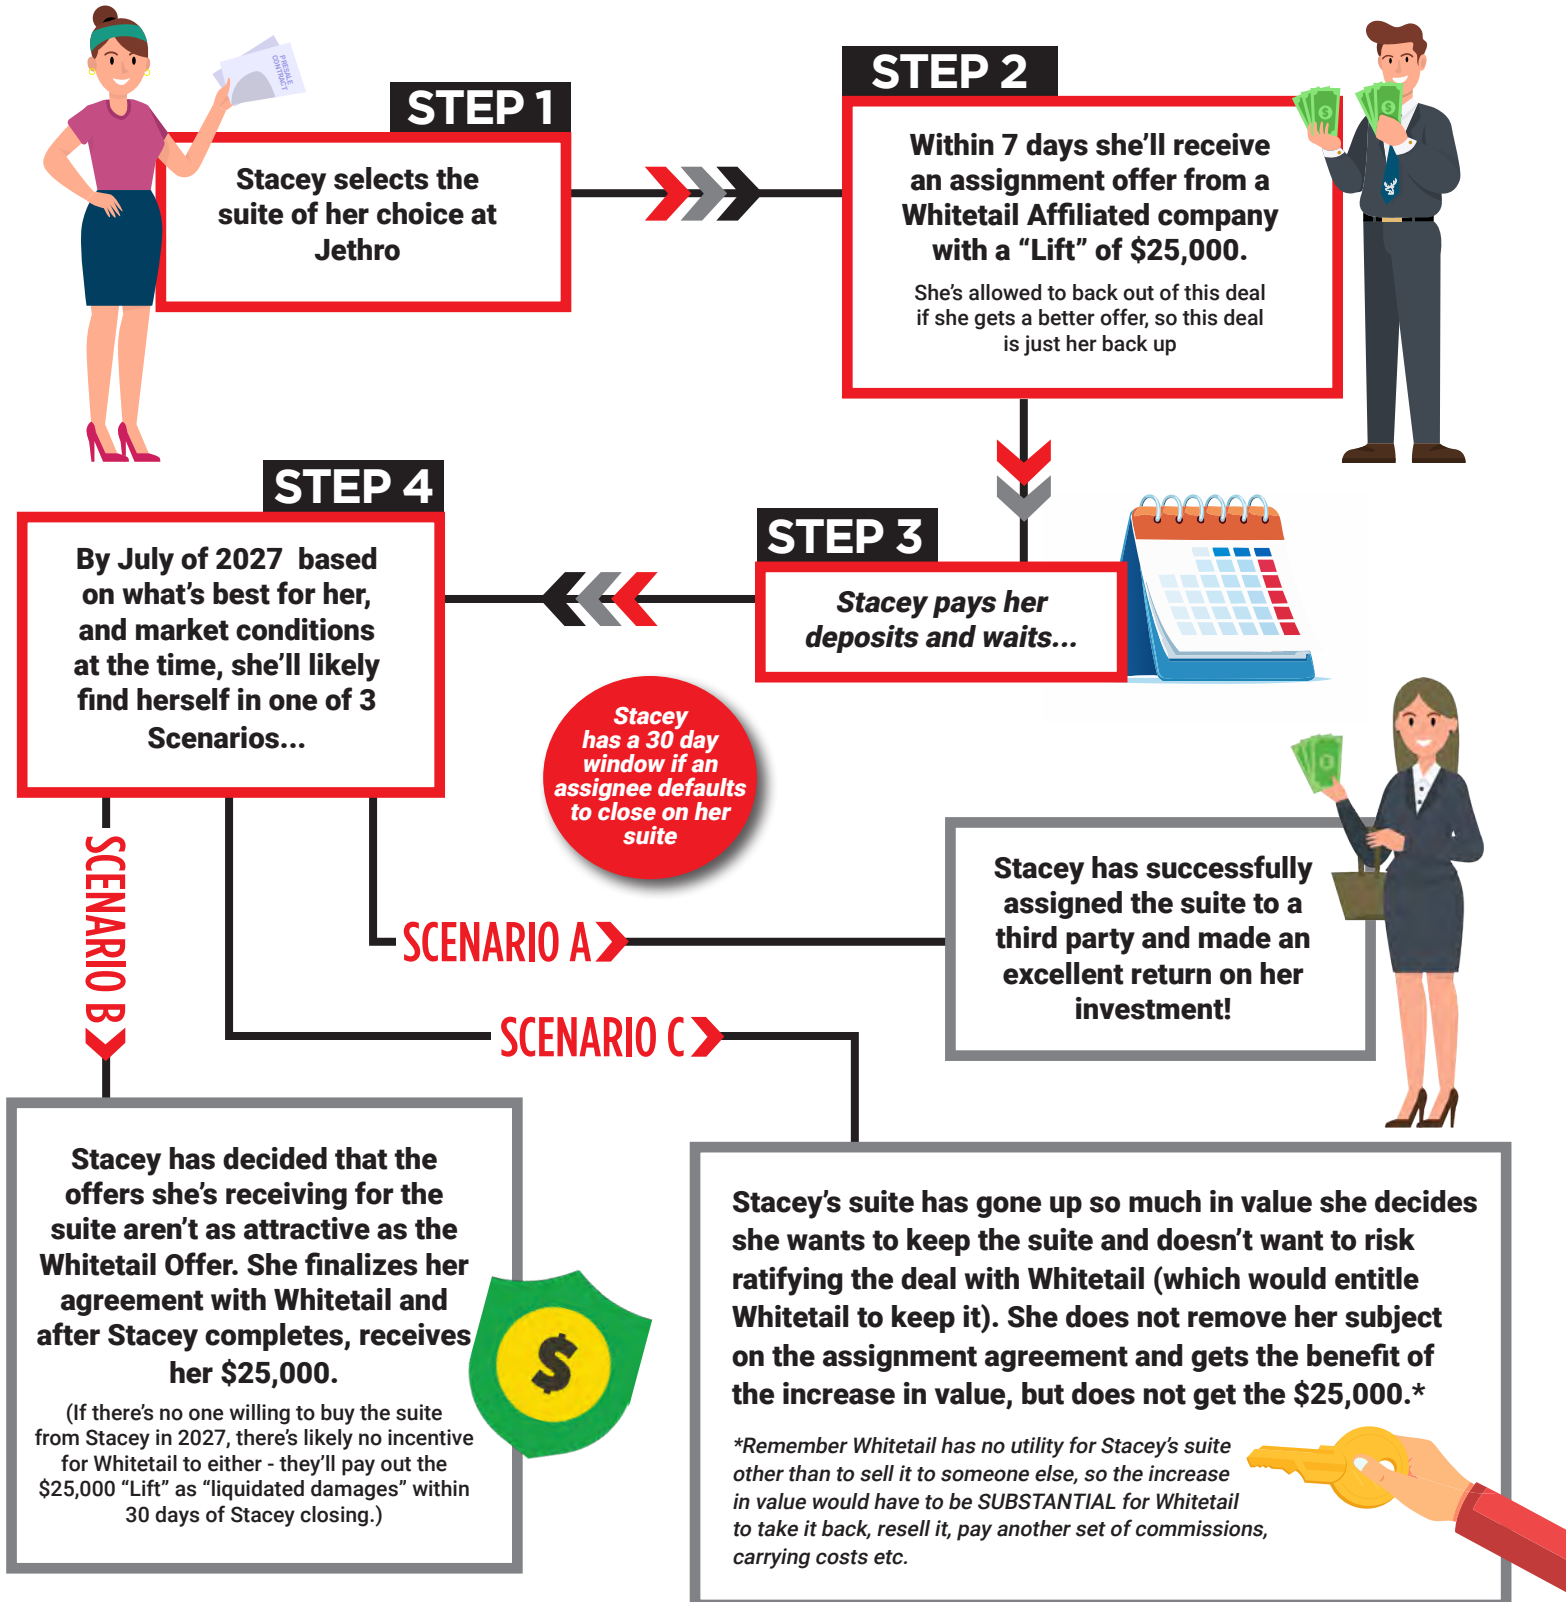 PRESALE
CONTRACT
STEP 1
Stacey selects the
suite of her choice at
Jethro
STEP 2
Within 7 days she’ll receive
an assignment offer from a
Whitetail Affiliated company
with a “Lift” of $25,000.
She’s allowed to back out of this deal
if she gets a better offer, so this deal
is just her back up
STEP 3
Stacey pays her
deposits and waits...
STEP 4
By July of 2027 based
on what’s best for her,
and market conditions
at the time, she’ll likely
find herself in one of 3
Scenarios...
Stacey
has a 30 day
window if an
assignee defaults
to close on her
suite
SCENARIO A
Stacey has successfully
assigned the suite to a
third party and made an
excellent return on her
investment!
SCENARIO B
Stacey has decided that the
offers she’s receiving for the
suite aren’t as attractive as the
Whitetail Offer. She finalizes her
agreement with Whitetail and
after Stacey completes, receives
her $25,000.
(If there’s no one willing to buy the suite
from Stacey in 2027, there’s likely no incentive
for Whitetail to either - they’ll pay out the
$25,000 “Lift” as “liquidated damages” within
30 days of Stacey closing.)
$
SCENARIO C
Stacey’s suite has gone up so much in value she decides
she wants to keep the suite and doesn’t want to risk
ratifying the deal with Whitetail (which would entitle
Whitetail to keep it). She does not remove her subject
on the assignment agreement and gets the benefit of
the increase in value, but does not get the $25,000.*
*Remember Whitetail has no utility for Stacey’s suite
other than to sell it to someone else, so the increase
in value would have to be SUBSTANTIAL for Whitetail
to take it back, resell it, pay another set of commissions,
carrying costs etc.